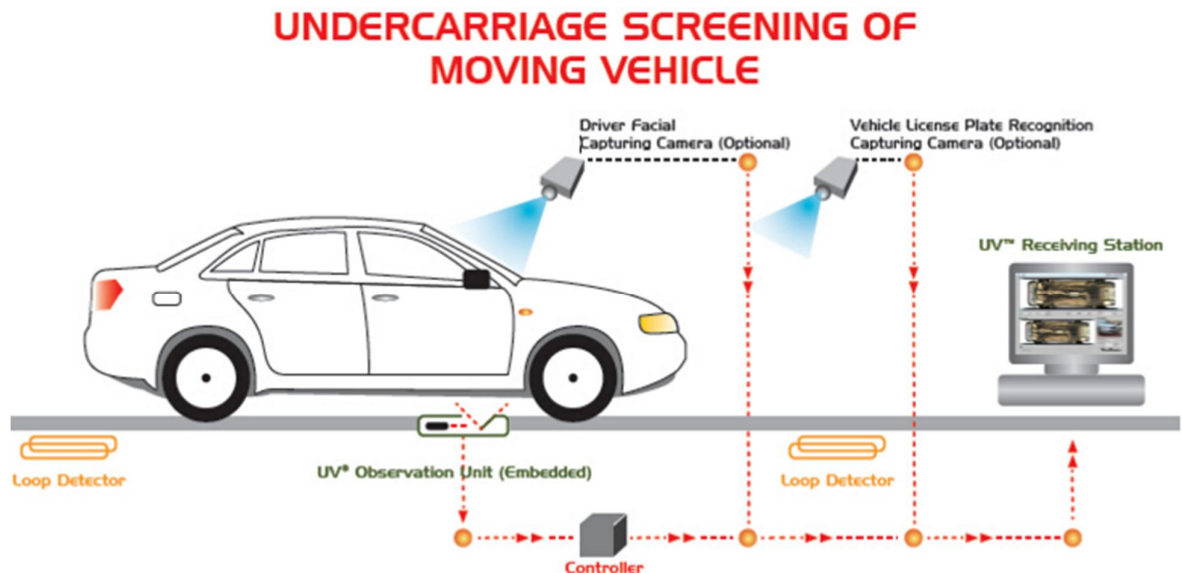 UNDERCARRIAGE SCREENING OF
MOVING VEHICLE
Driver Facial
Capturing Camera (Optional)
Vehicle License Plate Recognition
Capturing Camera (Optional)
UV™ Receiving Station
Loop Detector
UV® Observation Unit (Embedded)
Loop Detector
Controller